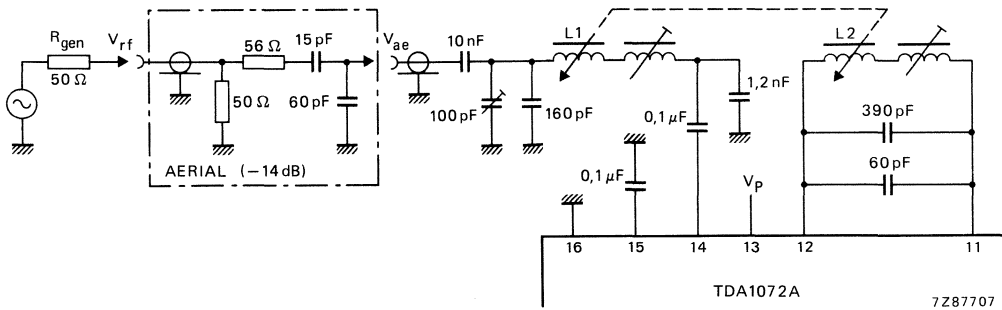 R gen
50 Ω
V rf
50 Ω
56 Ω
15 pF
60 pF
AERIAL (−14 dB)
V ae
10 nF
100 pF
160 pF
L1
0,1 μF
0,1 μF
1,2 nF
V P
L2
390 pF
60 pF
16
15
14
13
12
11
TDA1072A
7Z87707